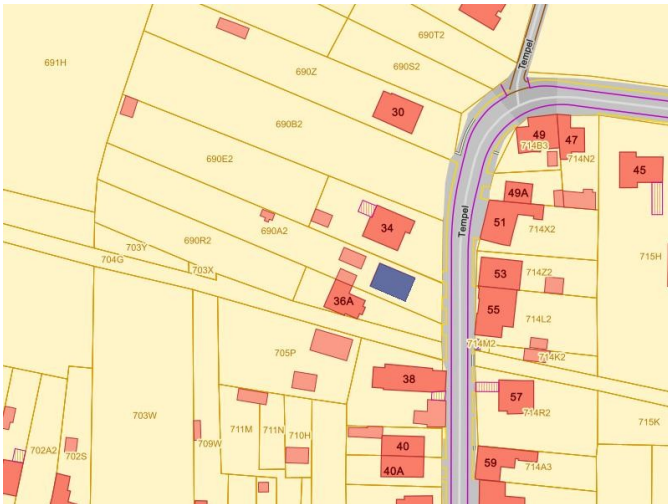 690T2
Tempel
690S2
691H
690Z
30
690B2
49
47
714B3
714N2
690E2
45
49A
34
51
714X2
Tempel
690A2
690R2
703Y
715H
704G
703X
53
714Z2
36A
55
714L2
714M2
714K2
705P
38
57
714R2
703W
715K
711M
711N
710H
709W
40
702A2
702S
40A
59
714A3